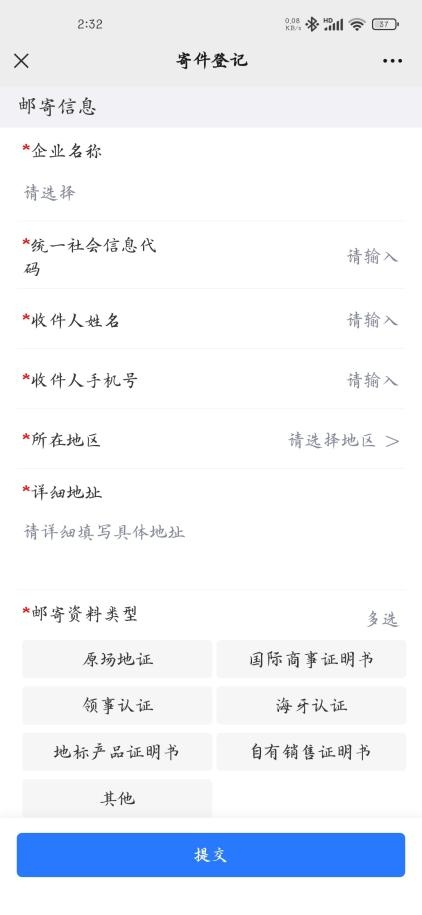 2:32
0.08
KB/s
HD
37
寄件登记
邮寄信息
*企业名称
请选择
*统一社会信息代
码
请输入
*收件人姓名
请输入
*收件人手机号
请输入
*所在地区
请选择地区 >
*详细地址
请详细填写具体地址
*邮寄资料类型
多选
原场地证
国际商事证明书
领事认证
海牙认证
地标产品证明书
自有销售证明书
其他
提交